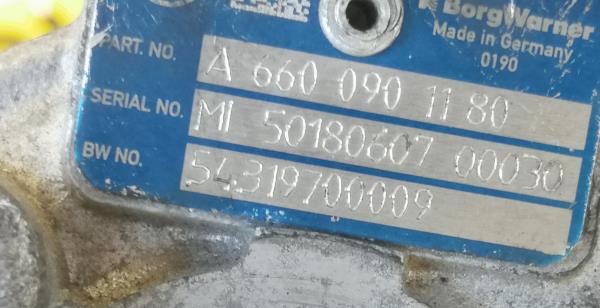 BorgWarner
Made in Germany
0190
PART. NO. A 660 090 11 80
SERIAL NO. MI 50180607 00030
BW NO. 54319700009